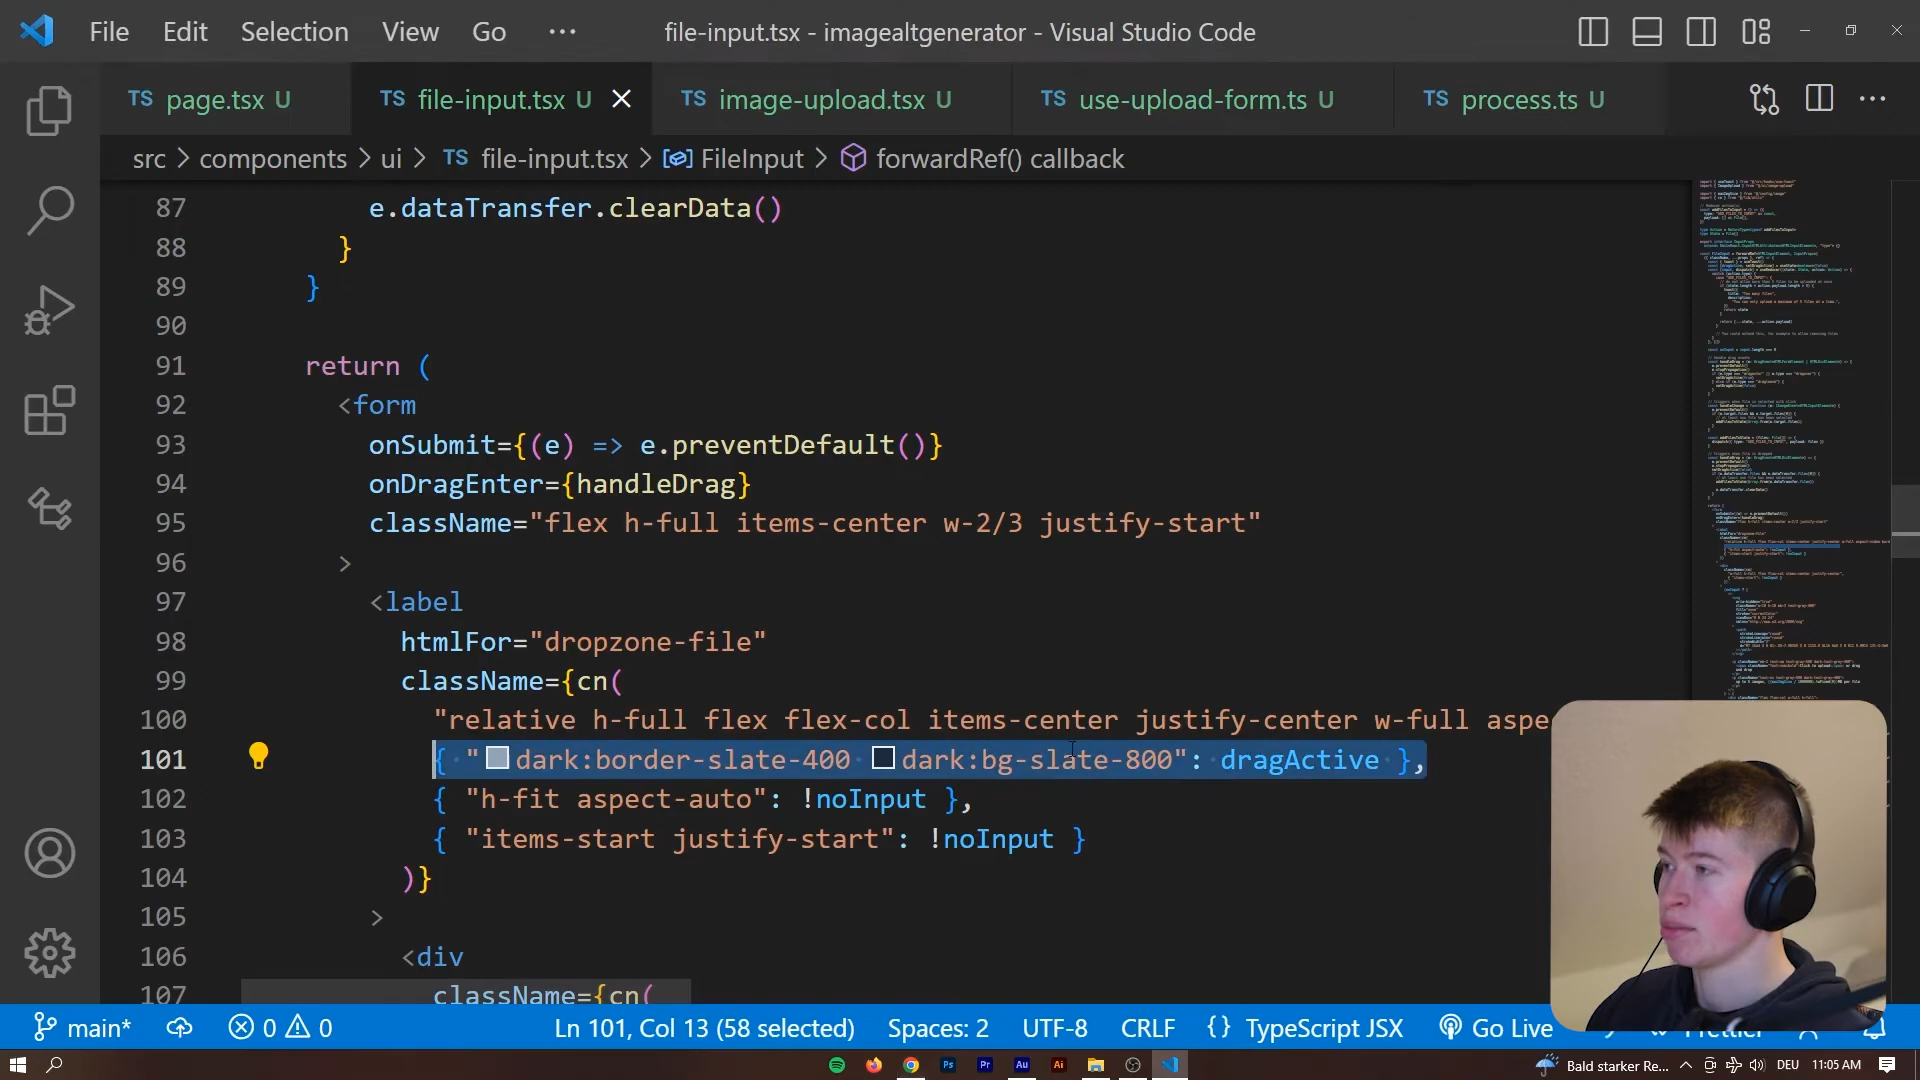 File Edit Selection View Go ··· file-input.tsx - imagealtgenerator - Visual Studio Code
TS page.tsx U TS file-input.tsx U TS image-upload.tsx U TS use-upload-form.ts U TS process.ts U
src > components > ui > TS file-input.tsx > FileInput > forwardRef() callback
87 e.dataTransfer.clearData()
88 }
89 }
90
91 return (
92 <form
93 onSubmit={(e) => e.preventDefault()}
94 onDragEnter={handleDrag}
95 className="flex h-full items-center w-2/3 justify-start"
96 >
97 <label
98 htmlFor="dropzone-file"
99 className={cn(
100 "relative h-full flex flex-col items-center justify-center w-full aspe
101 { "dark:border-slate-400 dark:bg-slate-800": dragActive },
102 { "h-fit aspect-auto": !noInput },
103 { "items-start justify-start": !noInput }
104 )}
105 >
106 <div
107 className={cn(
main* 0 0 Ln 101, Col 13 (58 selected) Spaces: 2 UTF-8 CRLF {} TypeScript JSX Go Live Prettier
Ps Pr Au Ai Bald starker Re... DEU 11:05 AM